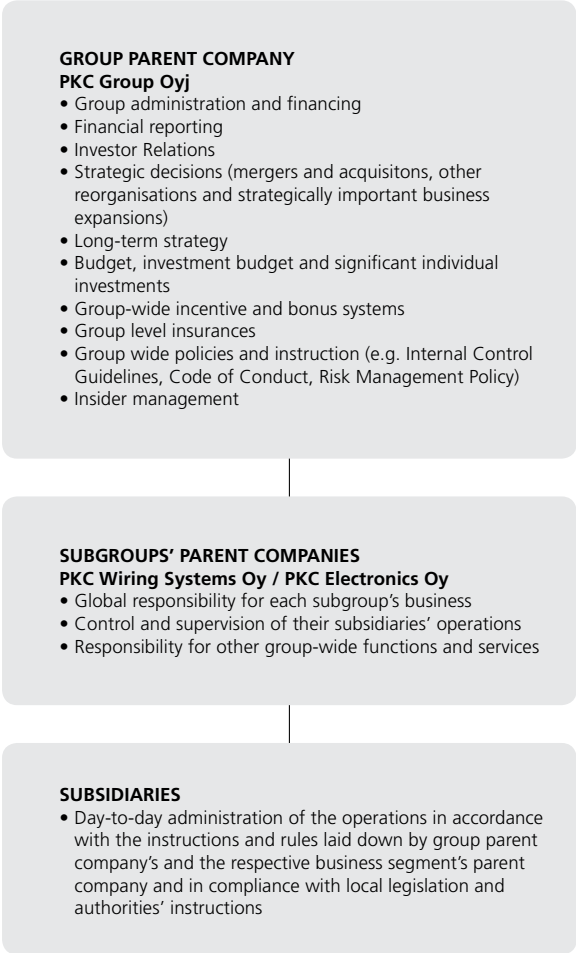 GROUP PARENT COMPANY
PKC Group Oyj
• Group administration and financing
• Financial reporting
• Investor Relations
• Strategic decisions (mergers and acquisitons, other
reorganisations and strategically important business
expansions)
• Long-term strategy
• Budget, investment budget and significant individual
investments
• Group-wide incentive and bonus systems
• Group level insurances
• Group wide policies and instruction (e.g. Internal Control
Guidelines, Code of Conduct, Risk Management Policy)
• Insider management
SUBGROUPS’ PARENT COMPANIES
PKC Wiring Systems Oy / PKC Electronics Oy
• Global responsibility for each subgroup’s business
• Control and supervision of their subsidiaries’ operations
• Responsibility for other group-wide functions and services
SUBSIDIARIES
• Day-to-day administration of the operations in accordance
with the instructions and rules laid down by group parent
company’s and the respective business segment’s parent
company and in compliance with local legislation and
authorities’ instructions